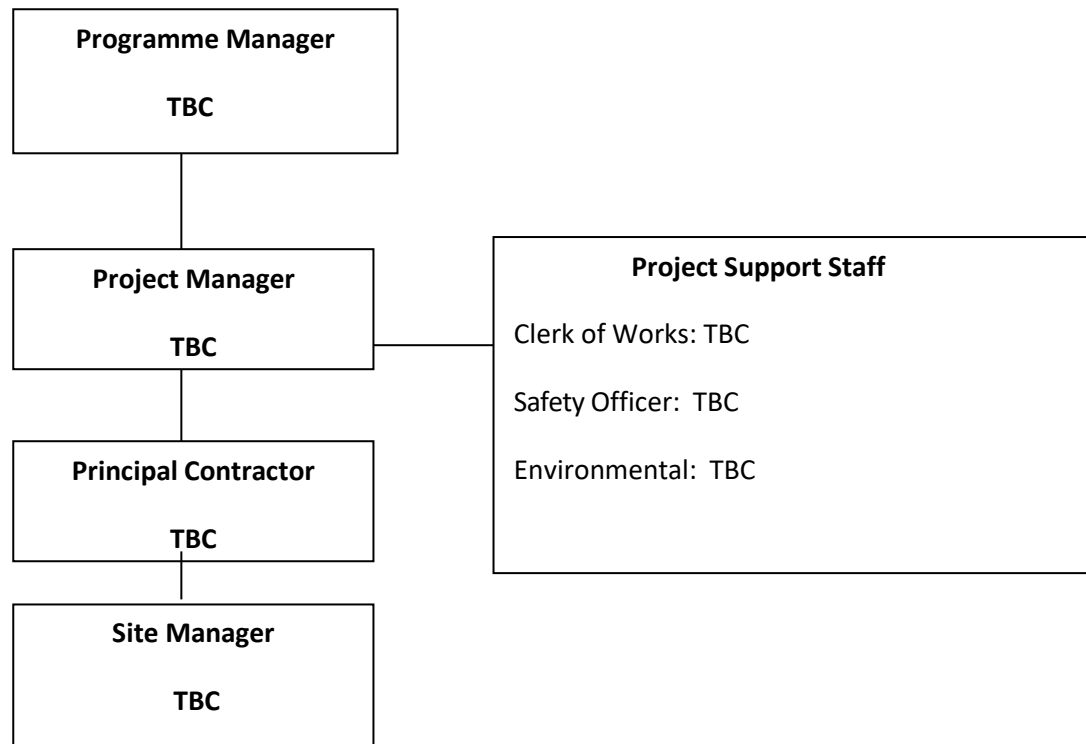 Programme Manager
TBC
Project Manager
TBC
Project Support Staff
Clerk of Works: TBC
Safety Officer: TBC
Environmental: TBC
Principal Contractor
TBC
Site Manager
TBC